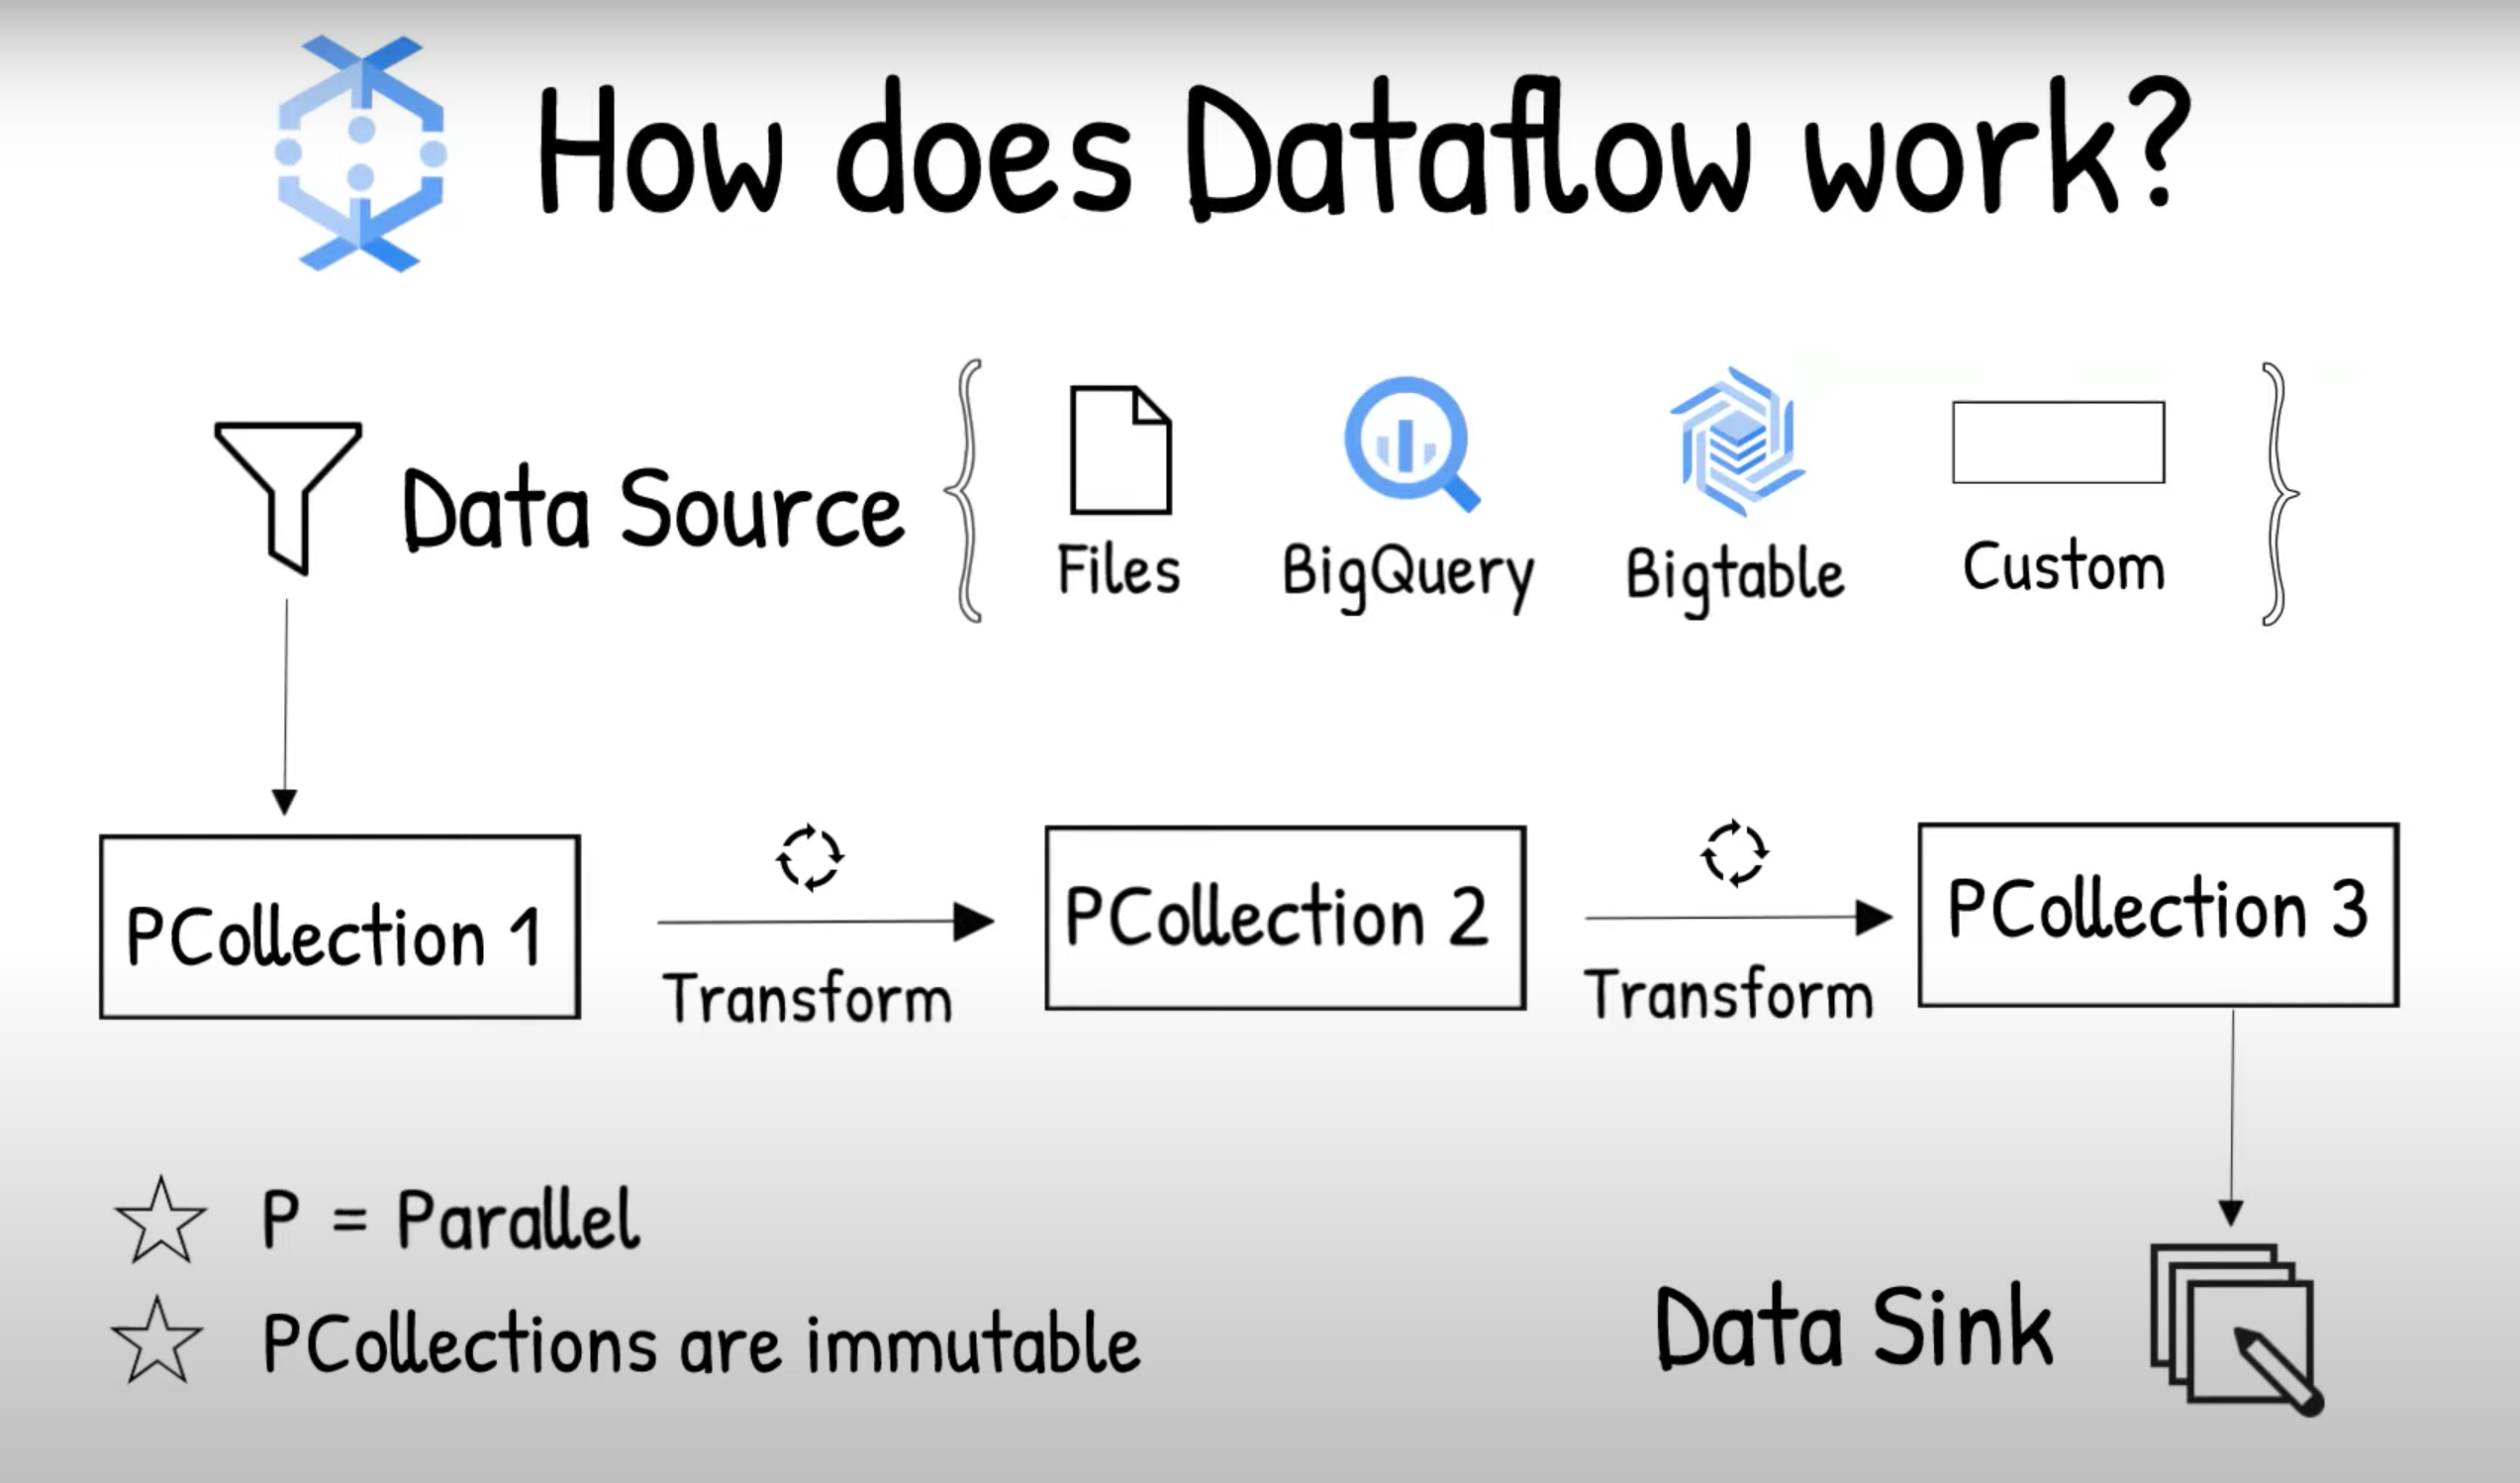 How does Dataflow work?
Data Source
Files
BigQuery
Bigtable
Custom
PCollection 1
Transform
PCollection 2
Transform
PCollection 3
P = Parallel
PCollections are immutable
Data Sink